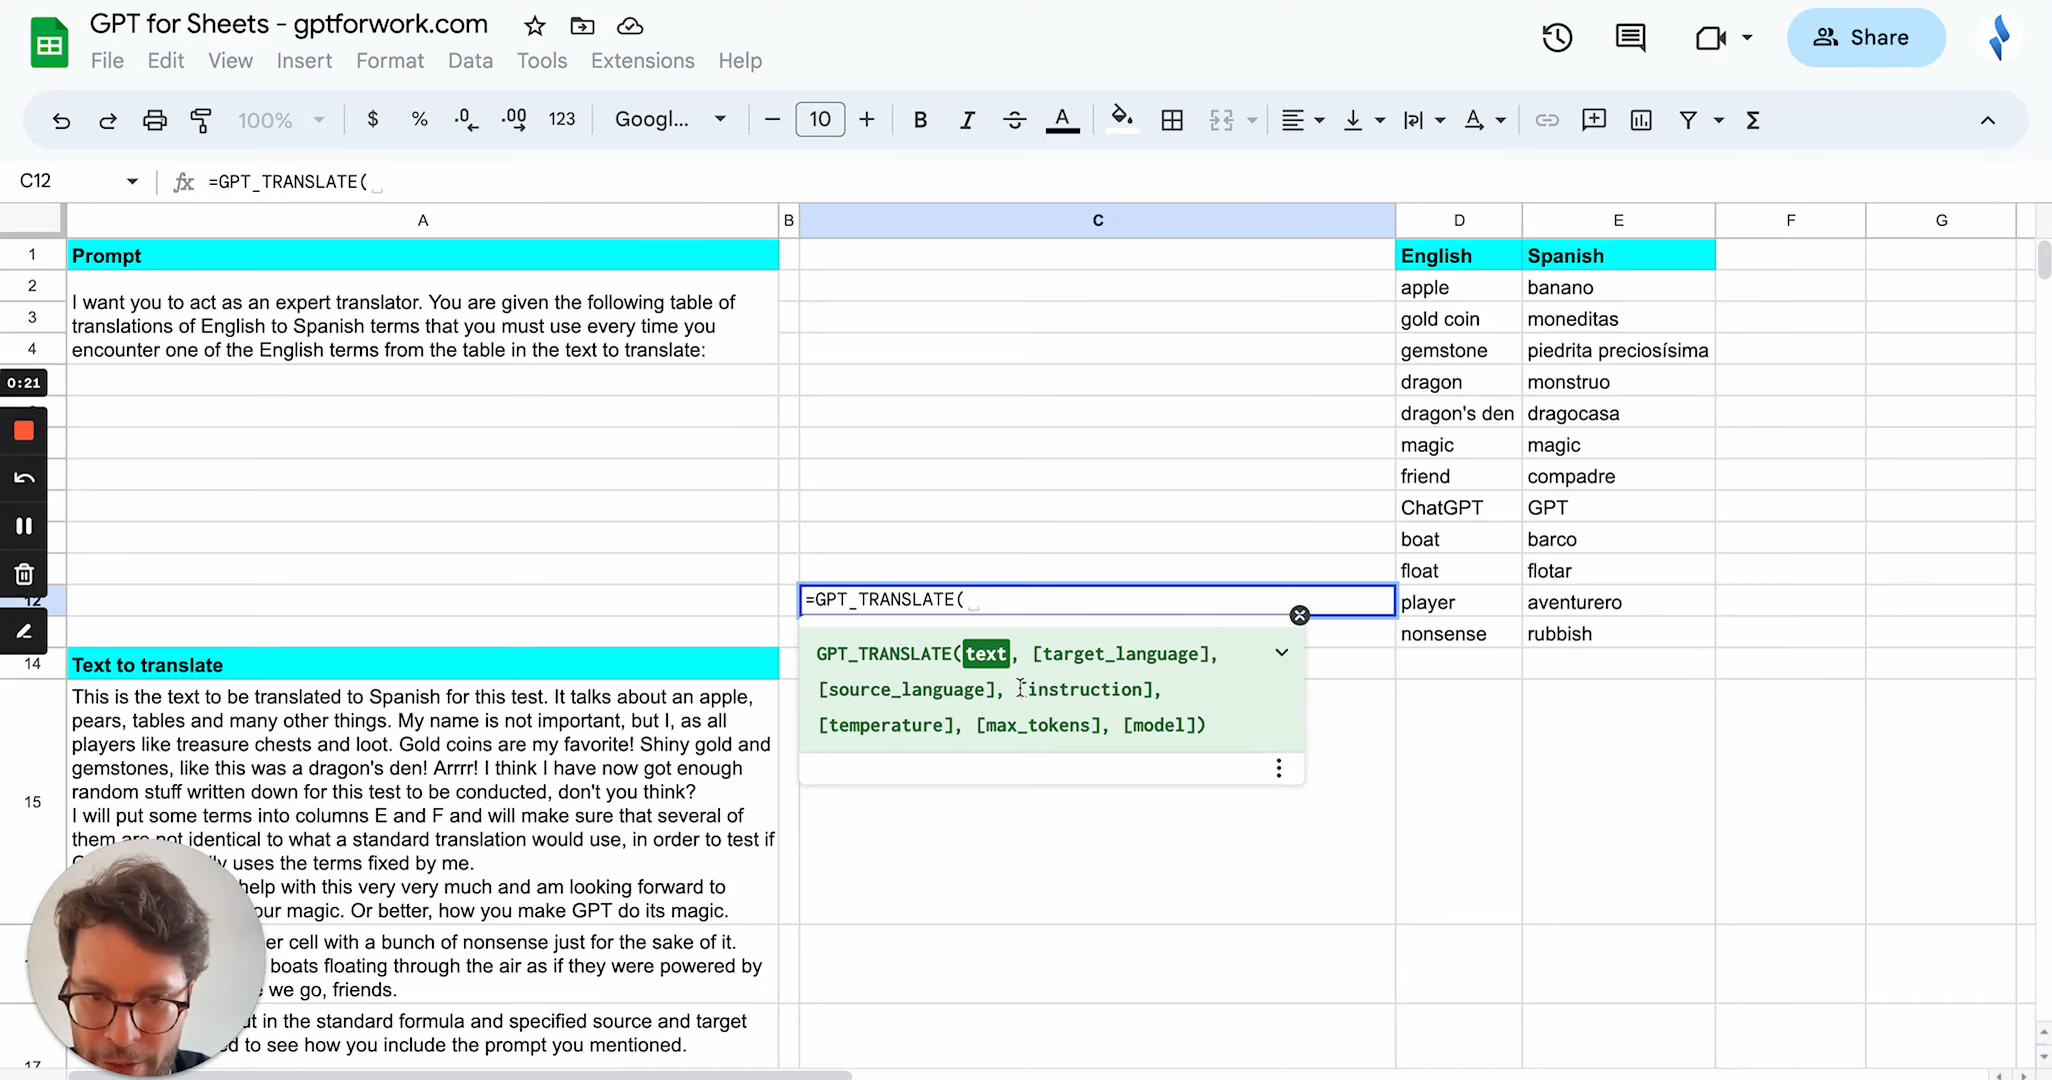 GPT for Sheets - gptforwork.com
File Edit View Insert Format Data Tools Extensions Help
Share
100% $ % .0 .00 123 Googl... 10 B I A
C12 fx =GPT_TRANSLATE(
A B C D E F G
1 Prompt English Spanish
2 apple banano
I want you to act as an expert translator. You are given the following table of
3 gold coin moneditas
translations of English to Spanish terms that you must use every time you
4 encounter one of the English terms from the table in the text to translate: gemstone piedrita preciosísima
0:21 dragon monstruo
dragon's den dragocasa
magic magic
friend compadre
ChatGPT GPT
boat barco
float flotar
12 =GPT_TRANSLATE( player aventurero
nonsense rubbish
14 Text to translate
GPT_TRANSLATE(text, [target_language],
[source_language], [instruction],
[temperature], [max_tokens], [model])
15
This is the text to be translated to Spanish for this test. It talks about an apple,
pears, tables and many other things. My name is not important, but I, as all
players like treasure chests and loot. Gold coins are my favorite! Shiny gold and
gemstones, like this was a dragon's den! Arrrr! I think I have now got enough
random stuff written down for this test to be conducted, don't you think?
I will put some terms into columns E and F and will make sure that several of
them are not identical to what a standard translation would use, in order to test if
uses the terms fixed by me.
help with this very very much and am looking forward to
our magic. Or better, how you make GPT do its magic.
er cell with a bunch of nonsense just for the sake of it.
boats floating through the air as if they were powered by
we go, friends.
17
in the standard formula and specified source and target
to see how you include the prompt you mentioned.